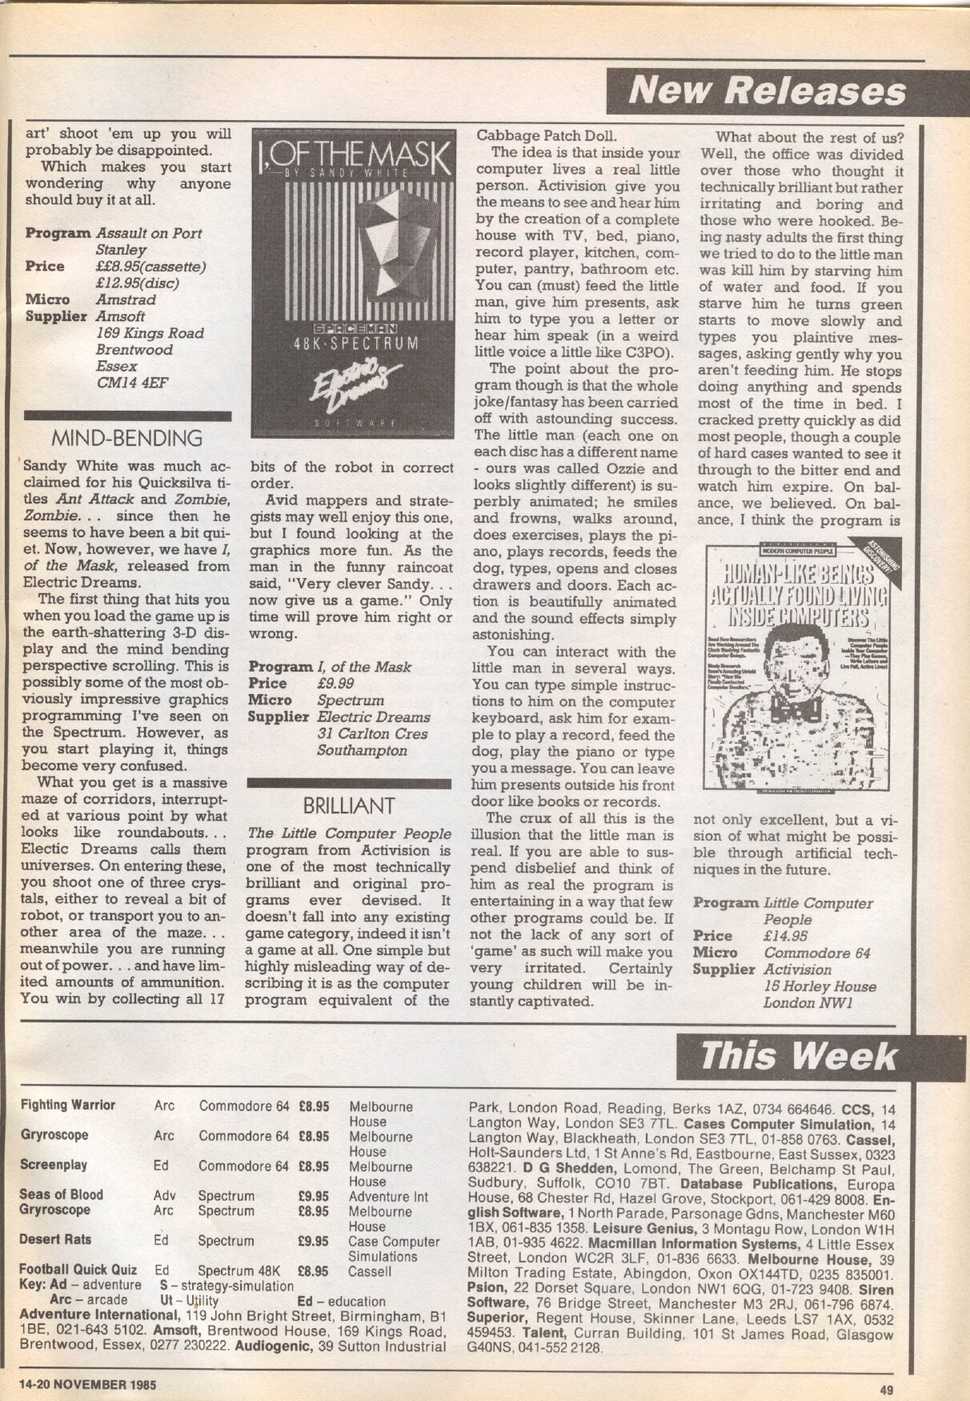 New Releases
art' shoot 'em up you will
probably be disappointed.
Which makes you start
wondering why anyone
should buy it at all.
Program Assault on Port
Stanley
Price ££8.95(cassette)
£12.95(disc)
Micro Amstrad
Supplier Amsoft
169 Kings Road
Brentwood
Essex
CM14 4EF
MIND-BENDING
Sandy White was much ac-
claimed for his Quicksilva ti-
tles Ant Attack and Zombie,
Zombie. . . since then he
seems to have been a bit qui-
et. Now, however, we have I,
of the Mask, released from
Electric Dreams.
The first thing that hits you
when you load the game up is
the earth-shattering 3-D dis-
play and the mind bending
perspective scrolling. This is
possibly some of the most ob-
viously impressive graphics
programming I've seen on
the Spectrum. However, as
you start playing it, things
become very confused.
What you get is a massive
maze of corridors, interrupt-
ed at various point by what
looks like roundabouts. . .
Electic Dreams calls them
universes. On entering these,
you shoot one of three crys-
tals, either to reveal a bit of
robot, or transport you to an-
other area of the maze. . .
meanwhile you are running
out of power. . . and have lim-
ited amounts of ammunition.
You win by collecting all 17
I, OF THE MASK
BY SANDY WHITE
SPACEMAN
48K·SPECTRUM
Electric
Dreams
SOFTWARE
bits of the robot in correct
order.
Avid mappers and strate-
gists may well enjoy this one,
but I found looking at the
graphics more fun. As the
man in the funny raincoat
said, "Very clever Sandy. . .
now give us a game." Only
time will prove him right or
wrong.
Program I, of the Mask
Price £9.99
Micro Spectrum
Supplier Electric Dreams
31 Carlton Cres
Southampton
BRILLIANT
The Little Computer People
program from Activision is
one of the most technically
brilliant and original pro-
grams ever devised. It
doesn't fall into any existing
game category, indeed it isn't
a game at all. One simple but
highly misleading way of de-
scribing it is as the computer
program equivalent of the
Cabbage Patch Doll.
The idea is that inside your
computer lives a real little
person. Activision give you
the means to see and hear him
by the creation of a complete
house with TV, bed, piano,
record player, kitchen, com-
puter, pantry, bathroom etc.
You can (must) feed the little
man, give him presents, ask
him to type you a letter or
hear him speak (in a weird
little voice a little like C3PO).
The point about the pro-
gram though is that the whole
joke/fantasy has been carried
off with astounding success.
The little man (each one on
each disc has a different name
- ours was called Ozzie and
looks slightly different) is su-
perbly animated; he smiles
and frowns, walks around,
does exercises, plays the pi-
ano, plays records, feeds the
dog, types, opens and closes
drawers and doors. Each ac-
tion is beautifully animated
and the sound effects simply
astonishing.
You can interact with the
little man in several ways.
You can type simple instruc-
tions to him on the computer
keyboard, ask him for exam-
ple to play a record, feed the
dog, play the piano or type
you a message. You can leave
him presents outside his front
door like books or records.
The crux of all this is the
illusion that the little man is
real. If you are able to sus-
pend disbelief and think of
him as real the program is
entertaining in a way that few
other programs could be. If
not the lack of any sort of
'game' as such will make you
very irritated. Certainly
young children will be in-
stantly captivated.
What about the rest of us?
Well, the office was divided
over those who thought it
technically brilliant but rather
irritating and boring and
those who were hooked. Be-
ing nasty adults the first thing
we tried to do to the little man
was kill him by starving him
of water and food. If you
starve him he turns green
starts to move slowly and
types you plaintive mes-
sages, asking gently why you
aren't feeding him. He stops
doing anything and spends
most of the time in bed. I
cracked pretty quickly as did
most people, though a couple
of hard cases wanted to see it
through to the bitter end and
watch him expire. On bal-
ance, we believed. On bal-
ance, I think the program is
MODERN COMPUTER PEOPLE
ASTONISHING
DISCOVERY!
HUMAN-LIKE BEINGS
ACTUALLY FOUND LIVING
INSIDE COMPUTERS
not only excellent, but a vi-
sion of what might be possi-
ble through artificial tech-
niques in the future.
Program Little Computer
People
Price £14.95
Micro Commodore 64
Supplier Activision
15 Horley House
London NW1
This Week
Fighting Warrior Arc Commodore 64 £8.95 Melbourne
House
Gryroscope Arc Commodore 64 £8.95 Melbourne
House
Screenplay Ed Commodore 64 £8.95 Melbourne
House
Seas of Blood Adv Spectrum £9.95 Adventure Int
Gryroscope Arc Spectrum £8.95 Melbourne
House
Desert Rats Ed Spectrum £9.95 Case Computer
Simulations
Football Quick Quiz Ed Spectrum 48K £8.95 Cassell
Key: Ad – adventure S – strategy-simulation
Arc – arcade Ut – Utility Ed – education
Adventure International, 119 John Bright Street, Birmingham, B1
1BE, 021-643 5102. Amsoft, Brentwood House, 169 Kings Road,
Brentwood, Essex, 0277 230222. Audiogenic, 39 Sutton Industrial
Park, London Road, Reading, Berks 1AZ, 0734 664646. CCS, 14
Langton Way, London SE3 7TL. Cases Computer Simulation, 14
Langton Way, Blackheath, London SE3 7TL, 01-858 0763. Cassel,
Holt-Saunders Ltd, 1 St Anne's Rd, Eastbourne, East Sussex, 0323
638221. D G Shedden, Lomond, The Green, Belchamp St Paul,
Sudbury, Suffolk, CO10 7BT. Database Publications, Europa
House, 68 Chester Rd, Hazel Grove, Stockport, 061-429 8008. En-
glish Software, 1 North Parade, Parsonage Gdns, Manchester M60
1BX, 061-835 1358. Leisure Genius, 3 Montagu Row, London W1H
1AB, 01-935 4622. Macmillan Information Systems, 4 Little Essex
Street, London WC2R 3LF, 01-836 6633. Melbourne House, 39
Milton Trading Estate, Abingdon, Oxon OX144TD, 0235 835001.
Psion, 22 Dorset Square, London NW1 6QG, 01-723 9408. Siren
Software, 76 Bridge Street, Manchester M3 2RJ, 061-796 6874.
Superior, Regent House, Skinner Lane, Leeds LS7 1AX, 0532
459453. Talent, Curran Building, 101 St James Road, Glasgow
G40NS, 041-552 2128.
14-20 NOVEMBER 1985
49